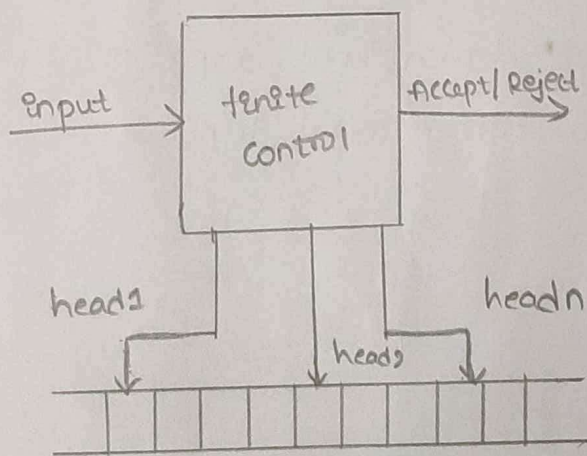 input
finite
control
Accept/Reject
head1
head2
headn